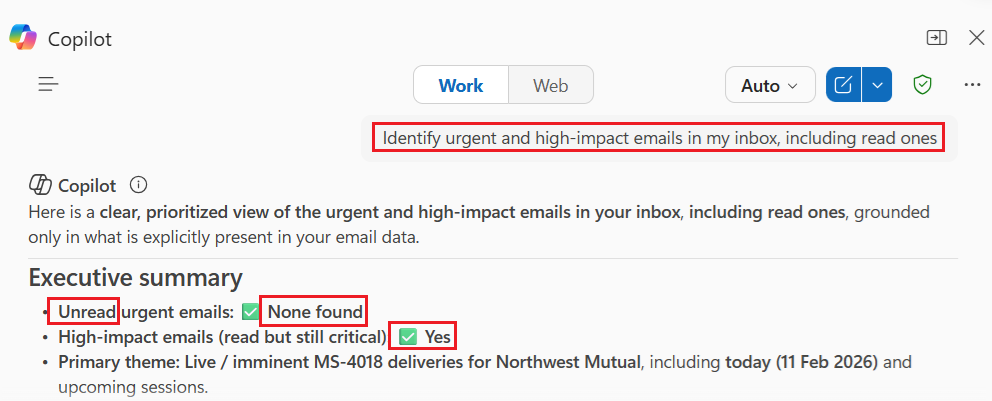 Copilot
Work Web Auto
Identify urgent and high-impact emails in my inbox, including read ones
Copilot
Here is a clear, prioritized view of the urgent and high-impact emails in your inbox, including read ones, grounded
only in what is explicitly present in your email data.
Executive summary
• Unread urgent emails: ✅ None found
• High-impact emails (read but still critical) ✅ Yes
• Primary theme: Live / imminent MS-4018 deliveries for Northwest Mutual, including today (11 Feb 2026) and
upcoming sessions.